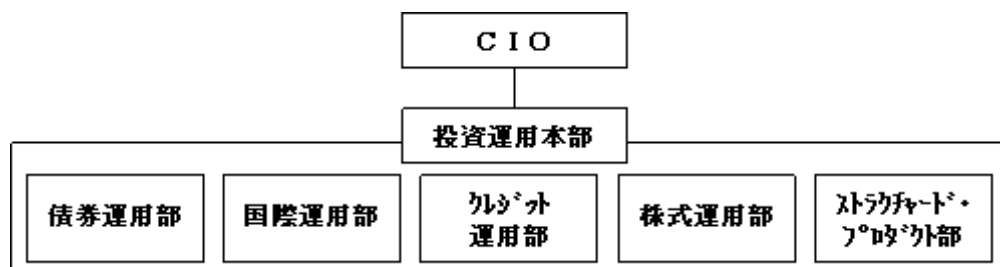 ＣＩＯ
投資運用本部
債券運用部
国際運用部
ｸﾚｼﾞｯﾄ
運用部
株式運用部
ｽﾄﾗｸﾁｬｰﾄﾞ・
ﾌﾟﾛﾀﾞｸﾄ部